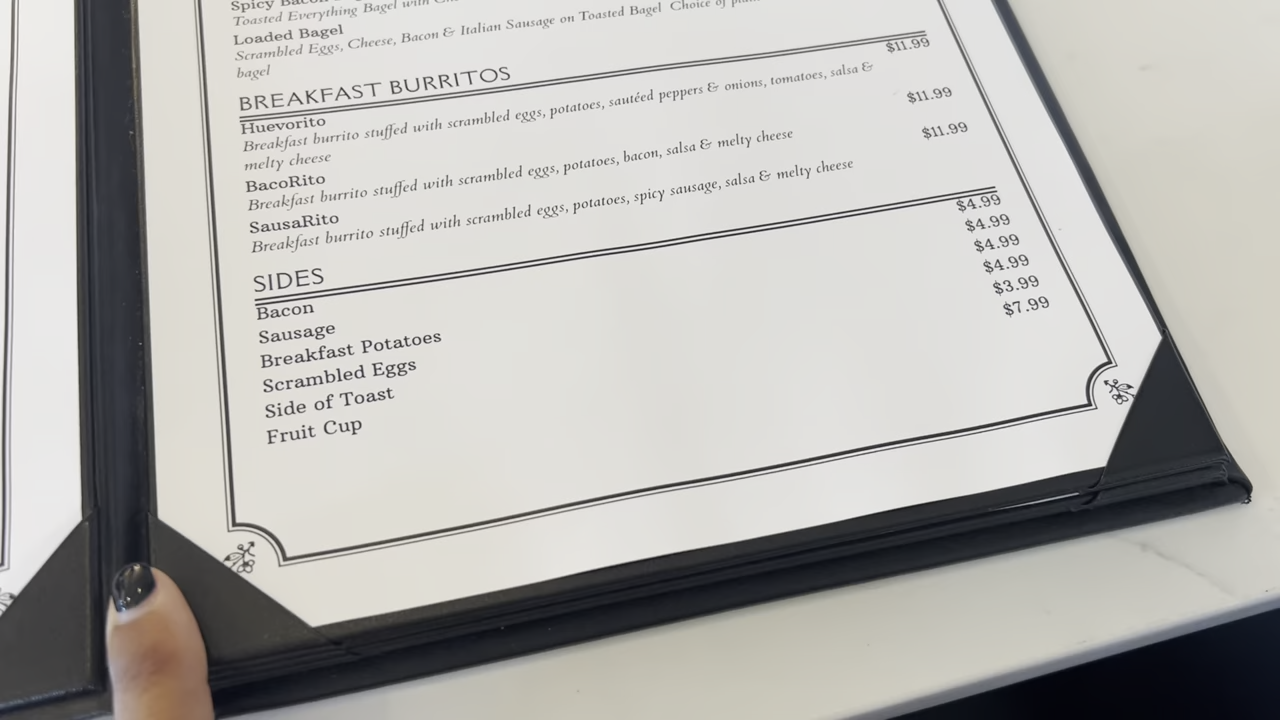 Spicy Bacon
Toasted Everything Bagel with
Loaded Bagel
Scrambled Eggs, Cheese, Bacon & Italian Sausage on Toasted Bagel Choice of
bagel
BREAKFAST BURRITOS
Huevorito $11.99
Breakfast burrito stuffed with scrambled eggs, potatoes, sautéed peppers & onions, tomatoes, salsa &
melty cheese
BacoRito $11.99
Breakfast burrito stuffed with scrambled eggs, potatoes, bacon, salsa & melty cheese
SausaRito $11.99
Breakfast burrito stuffed with scrambled eggs, potatoes, spicy sausage, salsa & melty cheese
SIDES
Bacon $4.99
Sausage $4.99
Breakfast Potatoes $4.99
Scrambled Eggs $4.99
Side of Toast $3.99
Fruit Cup $7.99